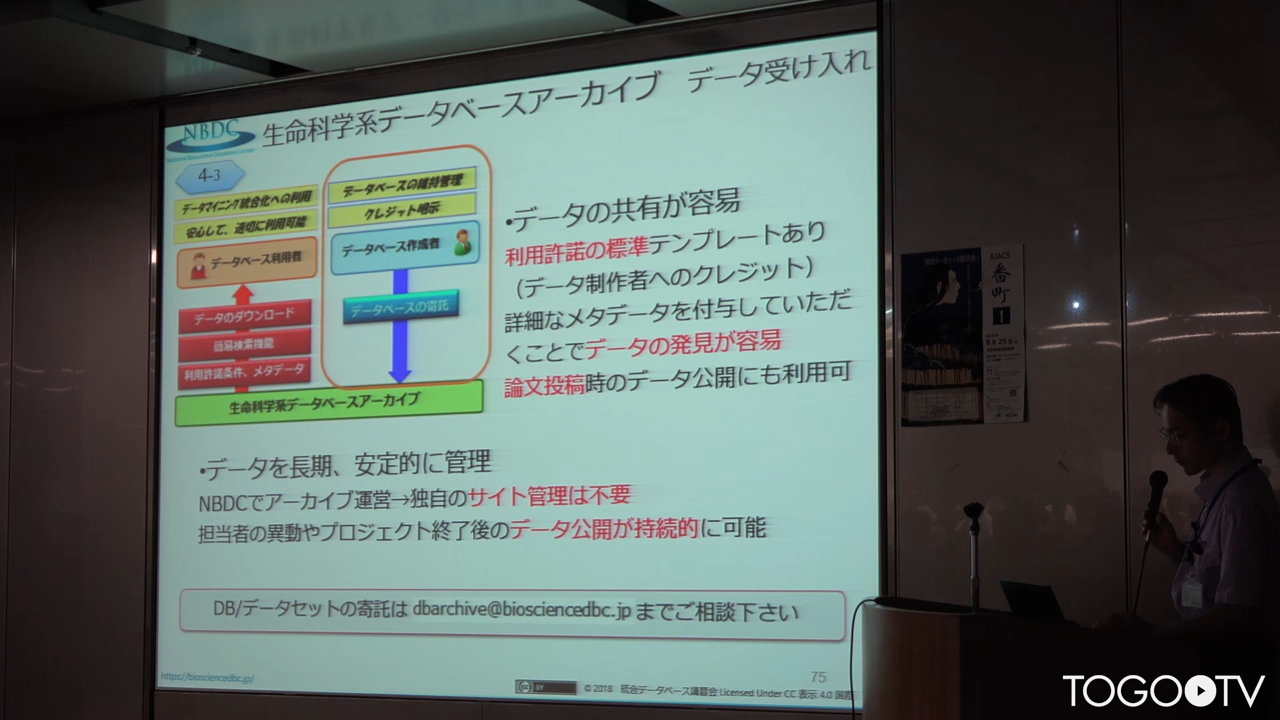 生命科学系データベースアーカイブ データ受け入れ
NBDC
National Bioscience Database Center
4-3
データマイニング統合化への利用
安心して、適切に利用可能
データベース利用者
データのダウンロード
簡易検索機能
利用許諾条件、メタデータ
データベースの維持管理
クレジット明示
データベース作成者
データベースの寄託
生命科学系データベースアーカイブ
•データの共有が容易
利用許諾の標準テンプレートあり
（データ制作者へのクレジット）
詳細なメタデータを付与していただ
くことでデータの発見が容易
論文投稿時のデータ公開にも利用可
•データを長期、安定的に管理
NBDCでアーカイブ運営→独自のサイト管理は不要
担当者の異動やプロジェクト終了後のデータ公開が持続的に可能
DB/データセットの寄託は dbarchive@biosciencedbc.jp までご相談下さい
https://biosciencedbc.jp/
cc BY
© 2018 統合データベース講習会 Licensed Under CC 表示 4.0 国際
75
AJACS
番町
1
TOGOTV